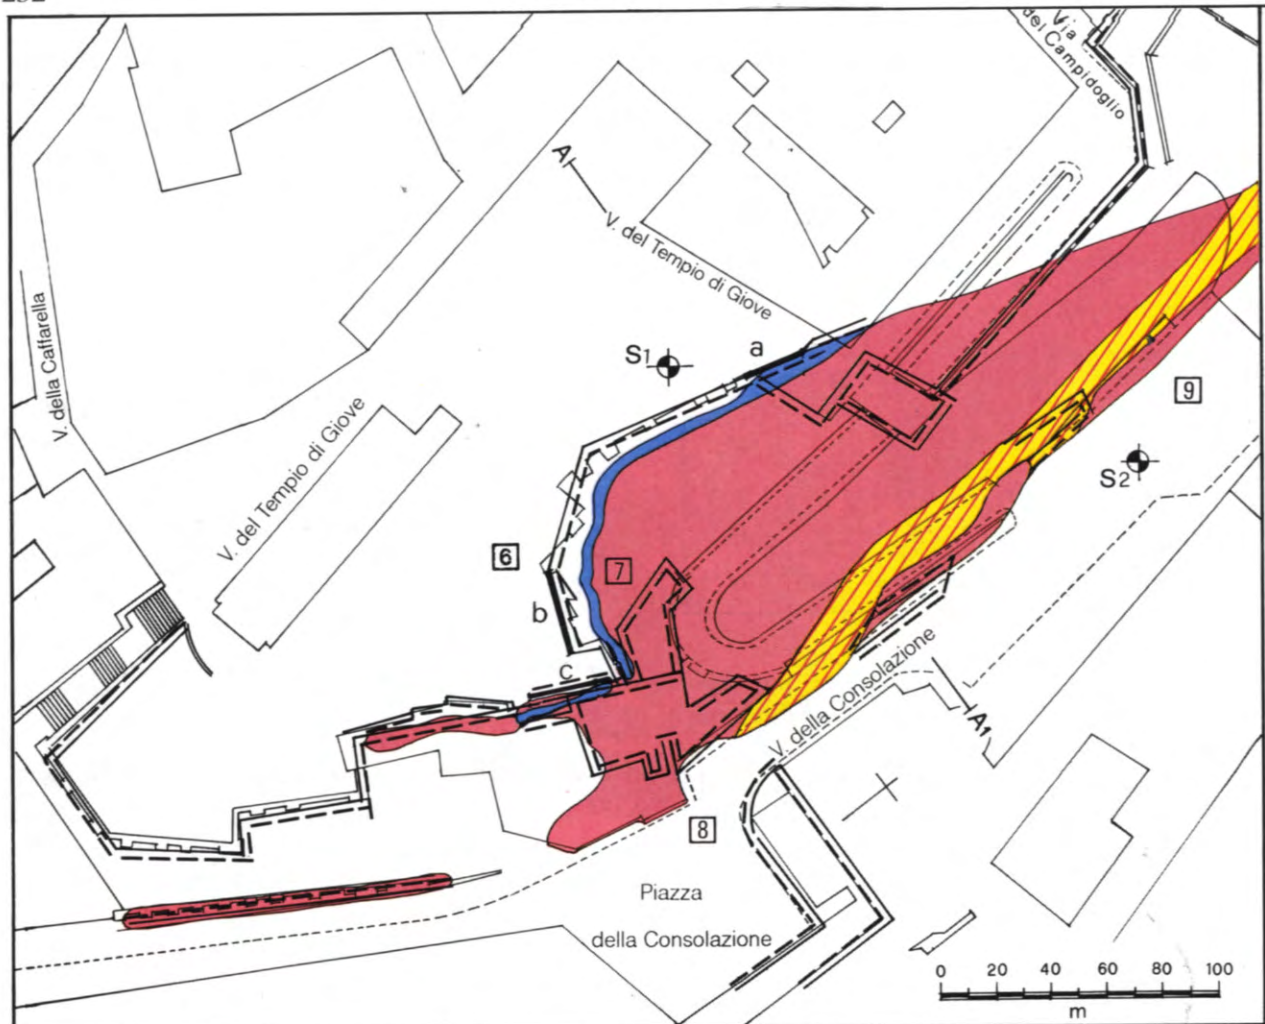 Via
del Campidoglio
A
V. del Tempio di Giove
V. della Caffarella
S1
a
9
S2
V. del Tempio di Giove
6
7
b
c
V. della Consolazione
A1
8
Piazza
della Consolazione
0 20 40 60 80 100
m